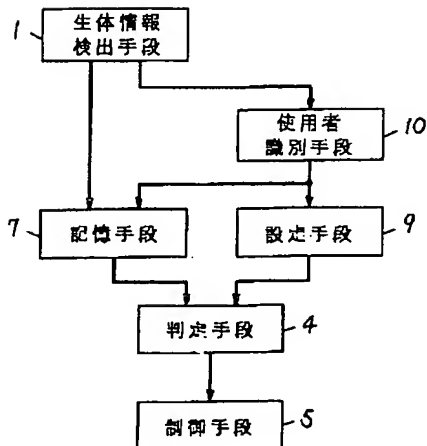 1
生体情報
検出手段
使用者
識別手段
10
7
記憶手段
設定手段
9
判定手段
4
制御手段
5